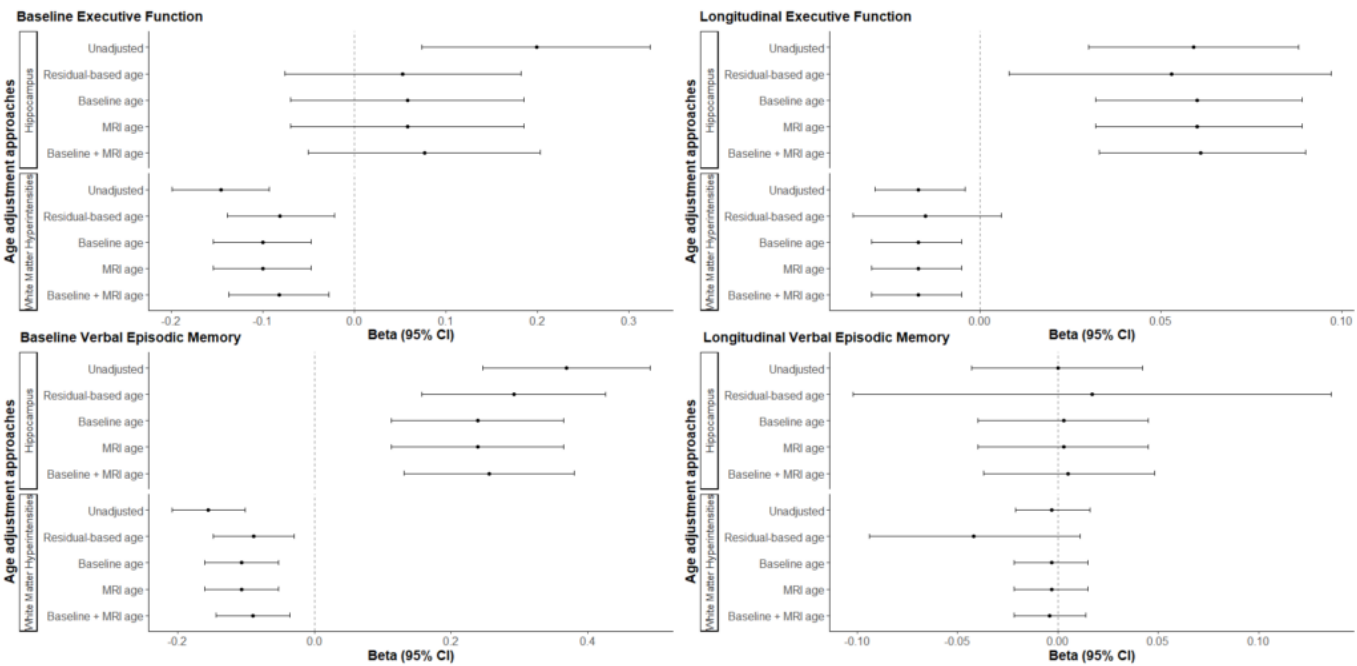 Baseline Executive Function
Age adjustment approaches
Hippocampus
Unadjusted
Residual-based age
Baseline age
MRI age
Baseline + MRI age
White Matter Hyperintensities
Unadjusted
Residual-based age
Baseline age
MRI age
Baseline + MRI age
-0.2 -0.1 0.0 0.1 0.2 0.3
Beta (95% CI)
Longitudinal Executive Function
Age adjustment approaches
Hippocampus
Unadjusted
Residual-based age
Baseline age
MRI age
Baseline + MRI age
White Matter Hyperintensities
Unadjusted
Residual-based age
Baseline age
MRI age
Baseline + MRI age
0.00 0.05 0.10
Beta (95% CI)
Baseline Verbal Episodic Memory
Age adjustment approaches
Hippocampus
Unadjusted
Residual-based age
Baseline age
MRI age
Baseline + MRI age
White Matter Hyperintensities
Unadjusted
Residual-based age
Baseline age
MRI age
Baseline + MRI age
-0.2 0.0 0.2 0.4
Beta (95% CI)
Longitudinal Verbal Episodic Memory
Age adjustment approaches
Hippocampus
Unadjusted
Residual-based age
Baseline age
MRI age
Baseline + MRI age
White Matter Hyperintensities
Unadjusted
Residual-based age
Baseline age
MRI age
Baseline + MRI age
-0.10 -0.05 0.00 0.05 0.10
Beta (95% CI)